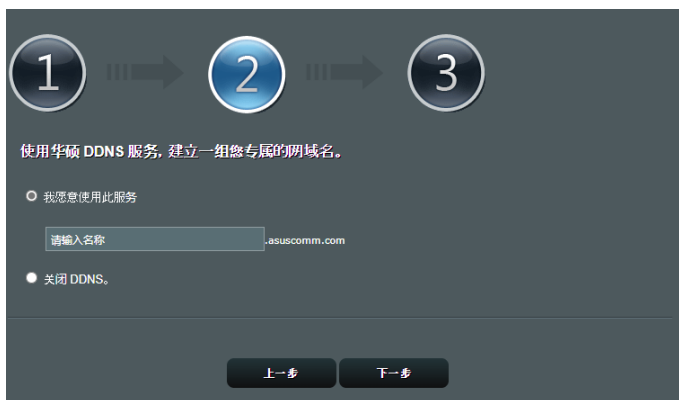 1 2 3
使用华硕 DDNS 服务, 建立一组您专属的网域名。
我愿意使用此服务
请输入名称 .asuscomm.com
关闭 DDNS。
上一步 下一步